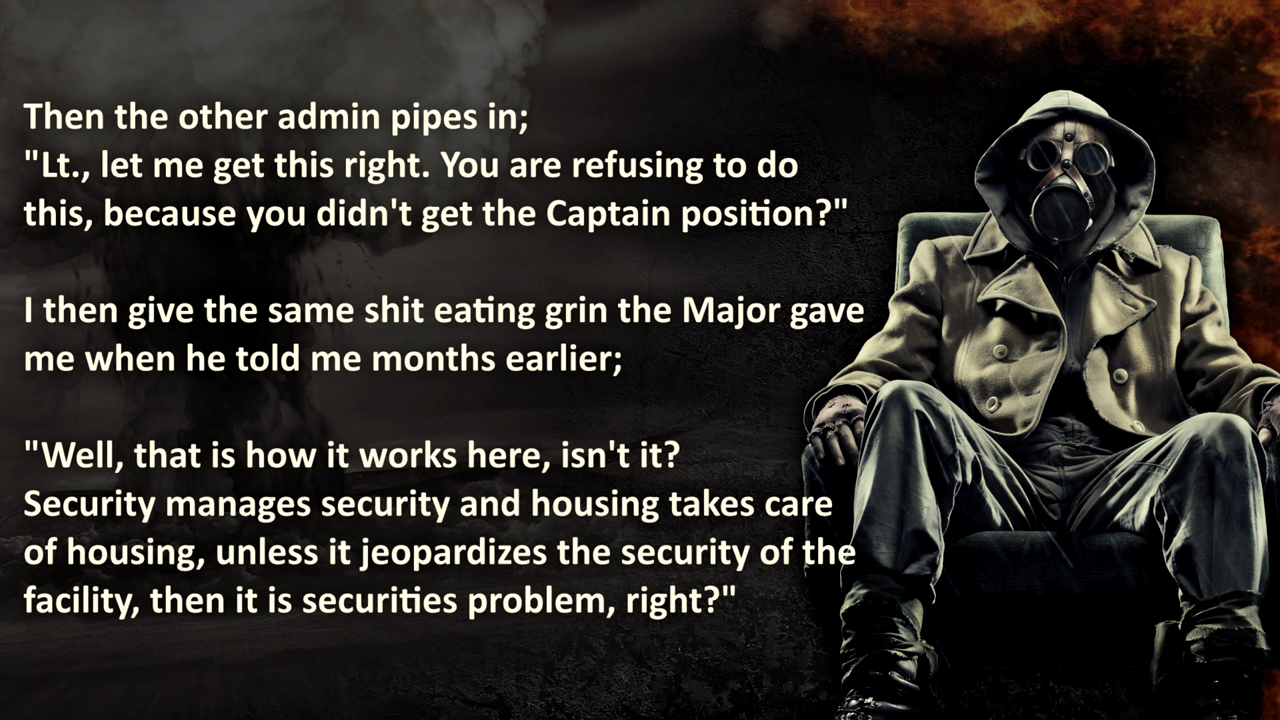 Then the other admin pipes in;
"Lt., let me get this right. You are refusing to do
this, because you didn't get the Captain position?"
I then give the same shit eating grin the Major gave
me when he told me months earlier;
"Well, that is how it works here, isn't it?
Security manages security and housing takes care
of housing, unless it jeopardizes the security of the
facility, then it is securities problem, right?"